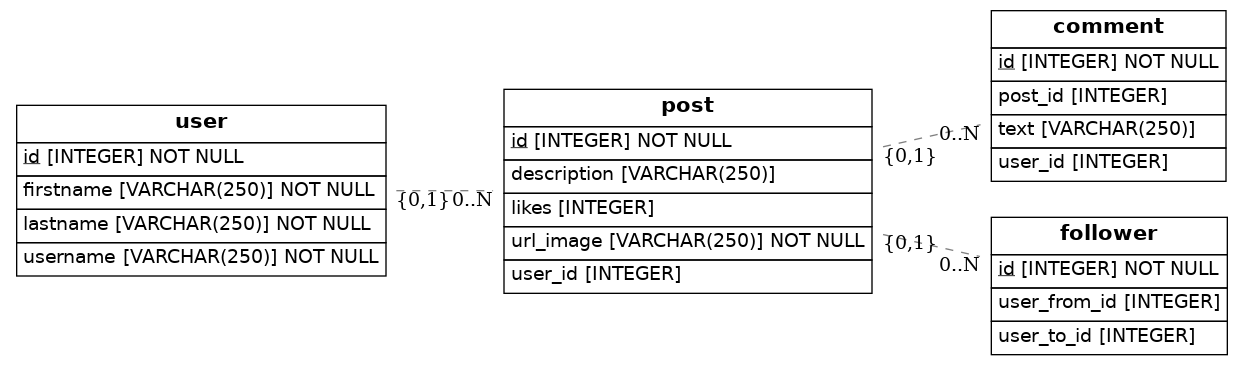 user
id [INTEGER] NOT NULL
firstname [VARCHAR(250)] NOT NULL
lastname [VARCHAR(250)] NOT NULL
username [VARCHAR(250)] NOT NULL
{0,1}
0..N
post
id [INTEGER] NOT NULL
description [VARCHAR(250)]
likes [INTEGER]
url_image [VARCHAR(250)] NOT NULL
user_id [INTEGER]
0..N
{0,1}
{0,1}
0..N
comment
id [INTEGER] NOT NULL
post_id [INTEGER]
text [VARCHAR(250)]
user_id [INTEGER]
follower
id [INTEGER] NOT NULL
user_from_id [INTEGER]
user_to_id [INTEGER]